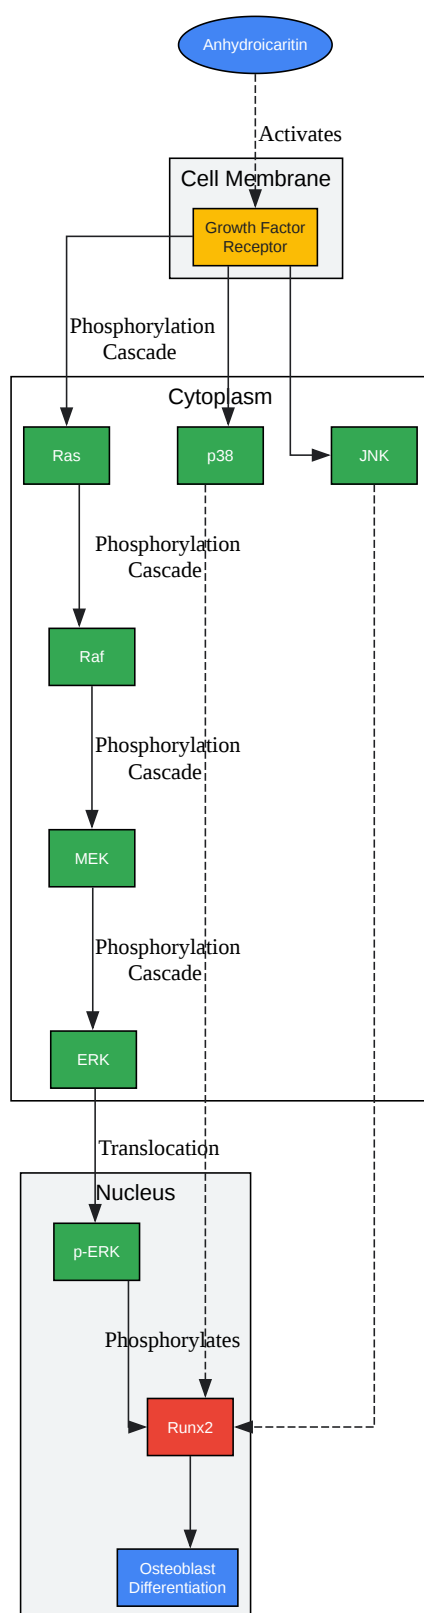 Anhydroicaritin
Activates
Cell Membrane
Growth Factor
Receptor
Phosphorylation
Cascade
Cytoplasm
Ras
p38
JNK
Phosphorylation
Cascade
Raf
Phosphorylation
Cascade
MEK
Phosphorylation
Cascade
ERK
Translocation
Nucleus
p-ERK
Phosphorylates
Runx2
Osteoblast
Differentiation